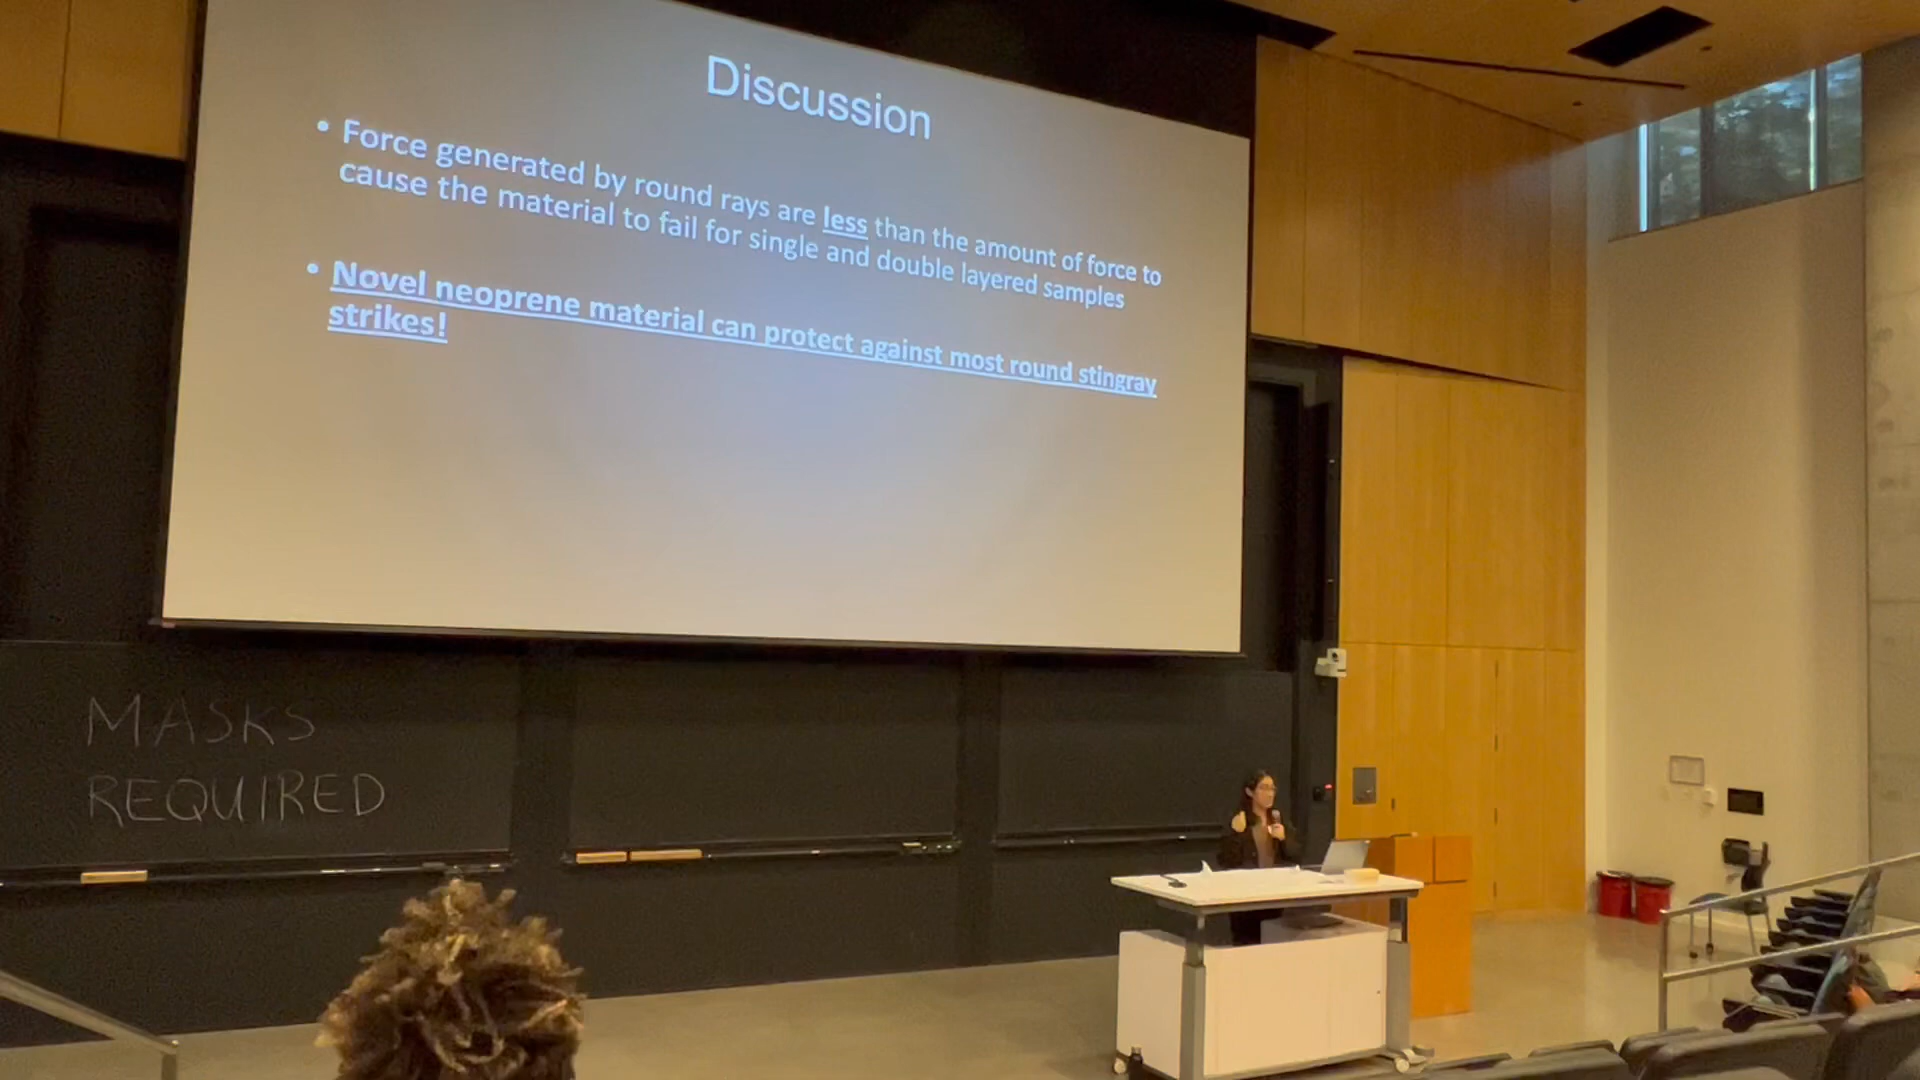 Discussion
• Force generated by round rays are less than the amount of force to
cause the material to fail for single and double layered samples
• Novel neoprene material can protect against most round stingray
strikes!
MASKS
REQUIRED